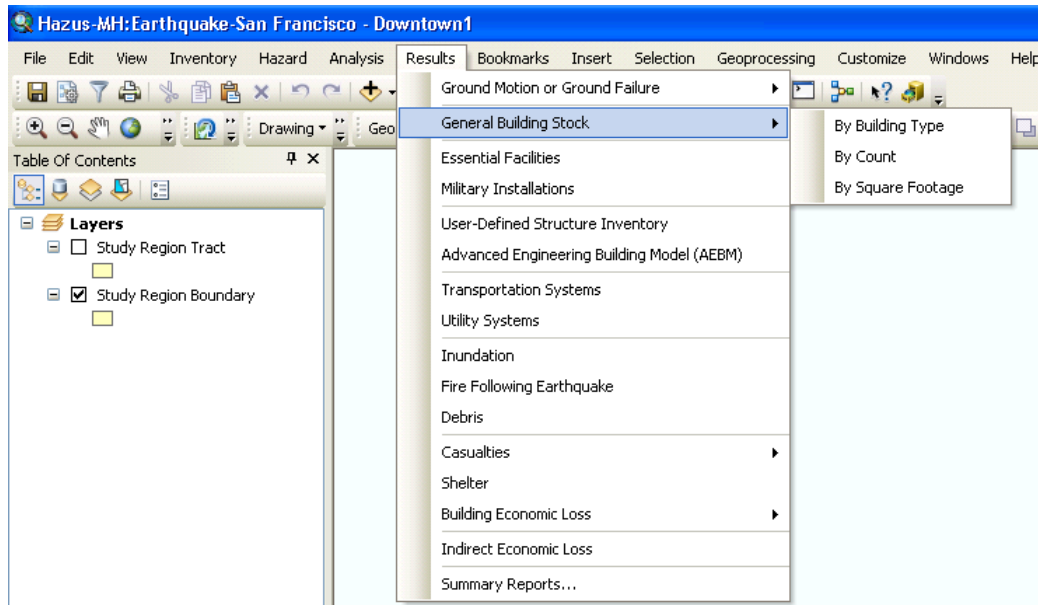 Hazus-MH:Earthquake-San Francisco - Downtown1
File Edit View Inventory Hazard Analysis Results Bookmarks Insert Selection Geoprocessing Customize Windows Help
Drawing
Geo
Table Of Contents
Layers
Study Region Tract
Study Region Boundary
Ground Motion or Ground Failure
General Building Stock
Essential Facilities
Military Installations
User-Defined Structure Inventory
Advanced Engineering Building Model (AEBM)
Transportation Systems
Utility Systems
Inundation
Fire Following Earthquake
Debris
Casualties
Shelter
Building Economic Loss
Indirect Economic Loss
Summary Reports...
By Building Type
By Count
By Square Footage